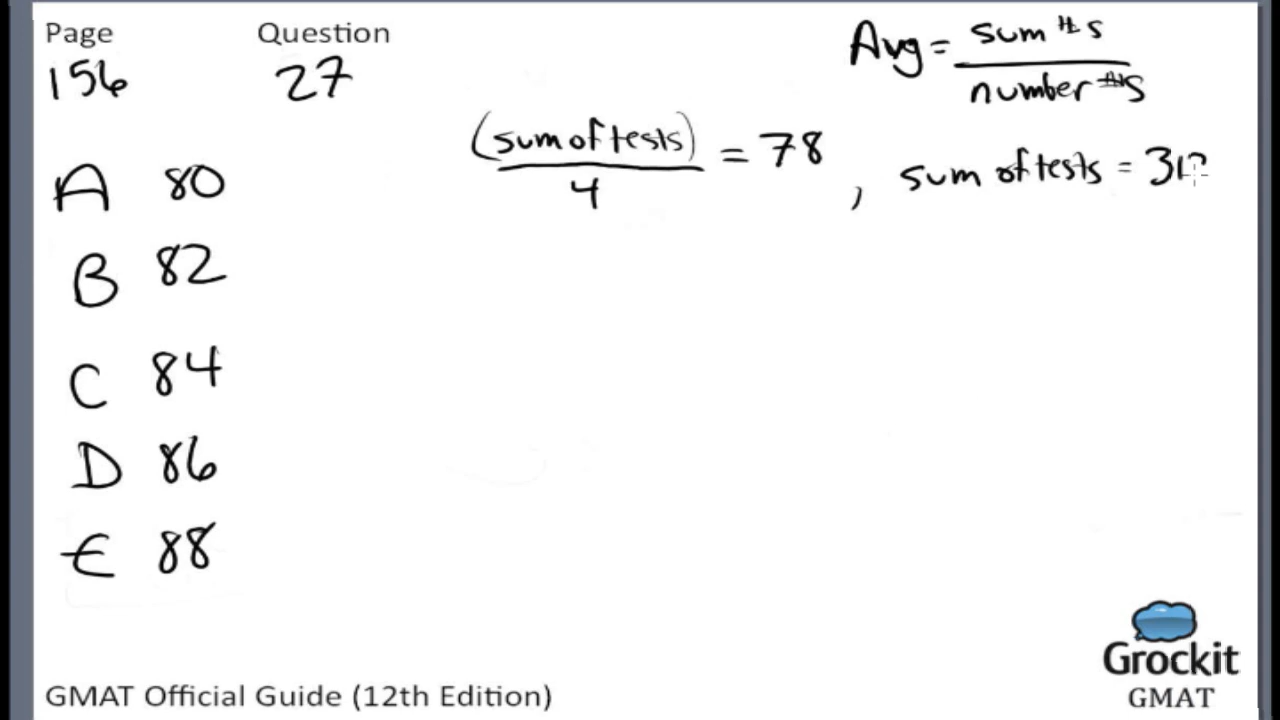 Page Question
156 27
Avg = sum #s / number #s
(sum of tests) / 4 = 78 , sum of tests =
A 80
B 82
C 84
D 86
E 88
Grockit
GMAT
GMAT Official Guide (12th Edition)